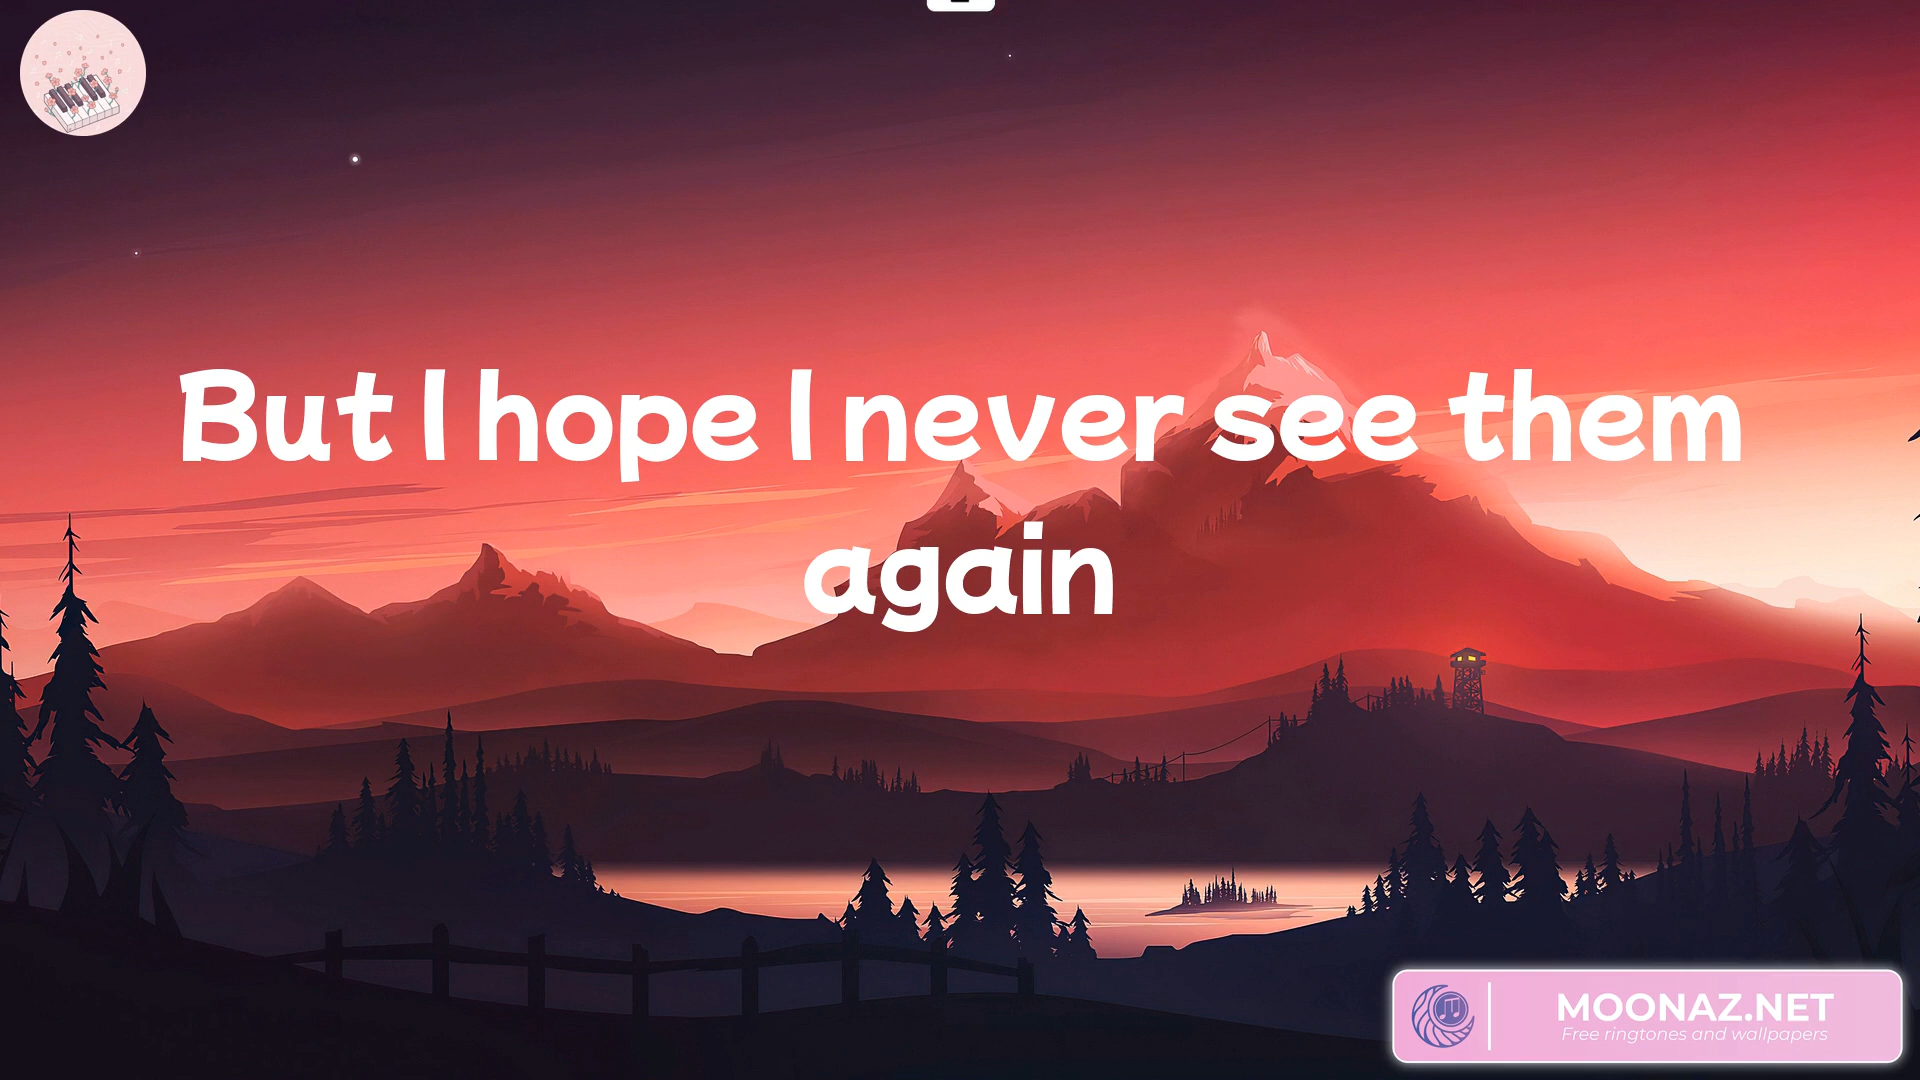 But I hope I never see them
again
MOONAZ.NET
Free ringtones and wallpapers